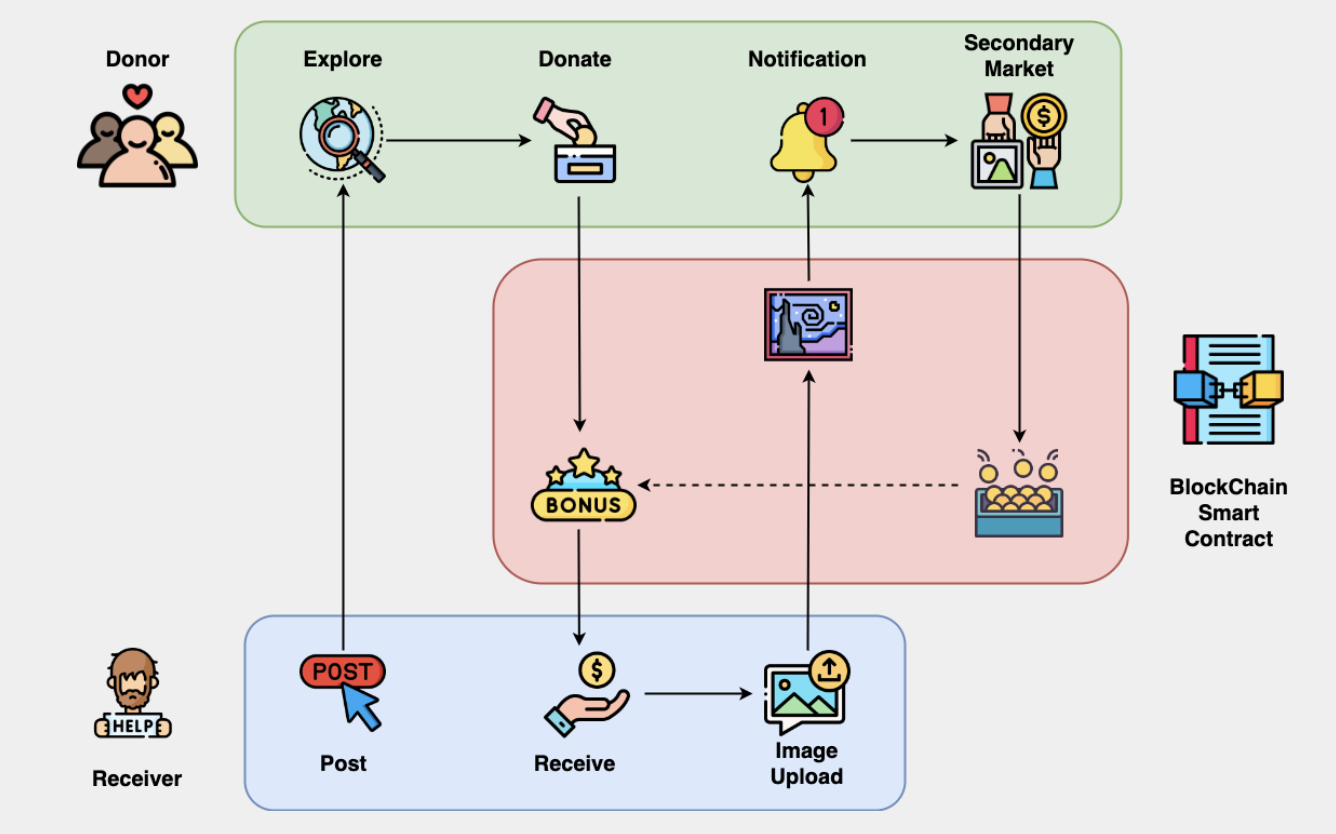 Donor
Explore
Donate
Notification
Secondary
Market
1
$
BONUS
BlockChain
Smart
Contract
POST
$
HELP
Receiver
Post
Receive
Image
Upload